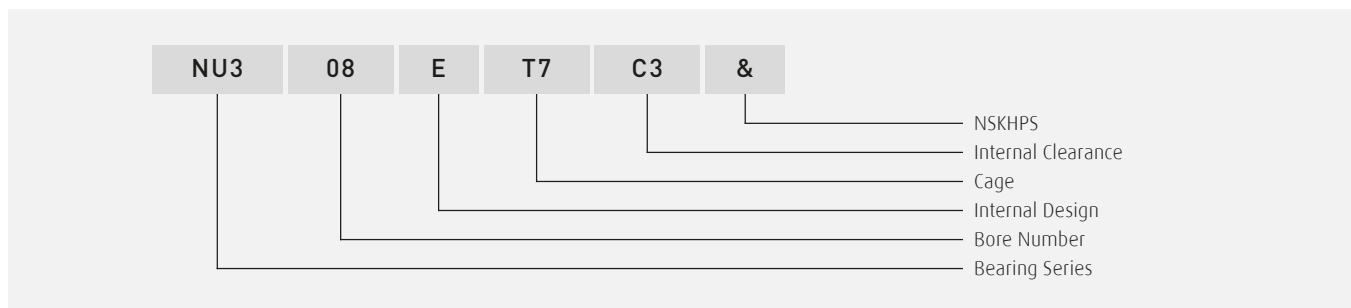 NU3 08 E T7 C3 &
NSKHPS
Internal Clearance
Cage
Internal Design
Bore Number
Bearing Series